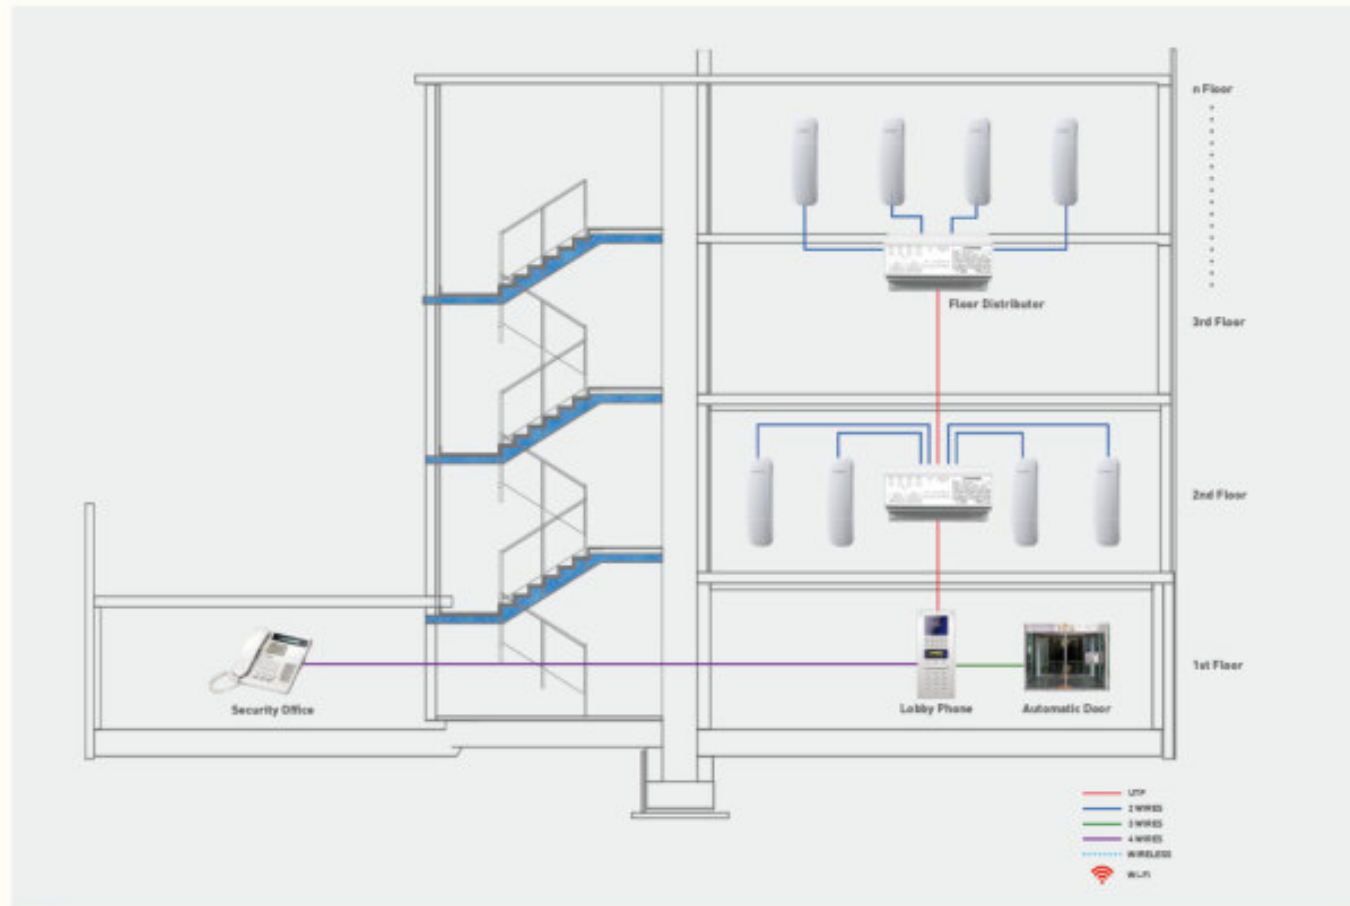 n Floor
Floor Distributor
3rd Floor
2nd Floor
1st Floor
Security Office
Lobby Phone
Automatic Door
UTP
2 WIRES
3 WIRES
4 WIRES
WIRELESS
Wi-Fi